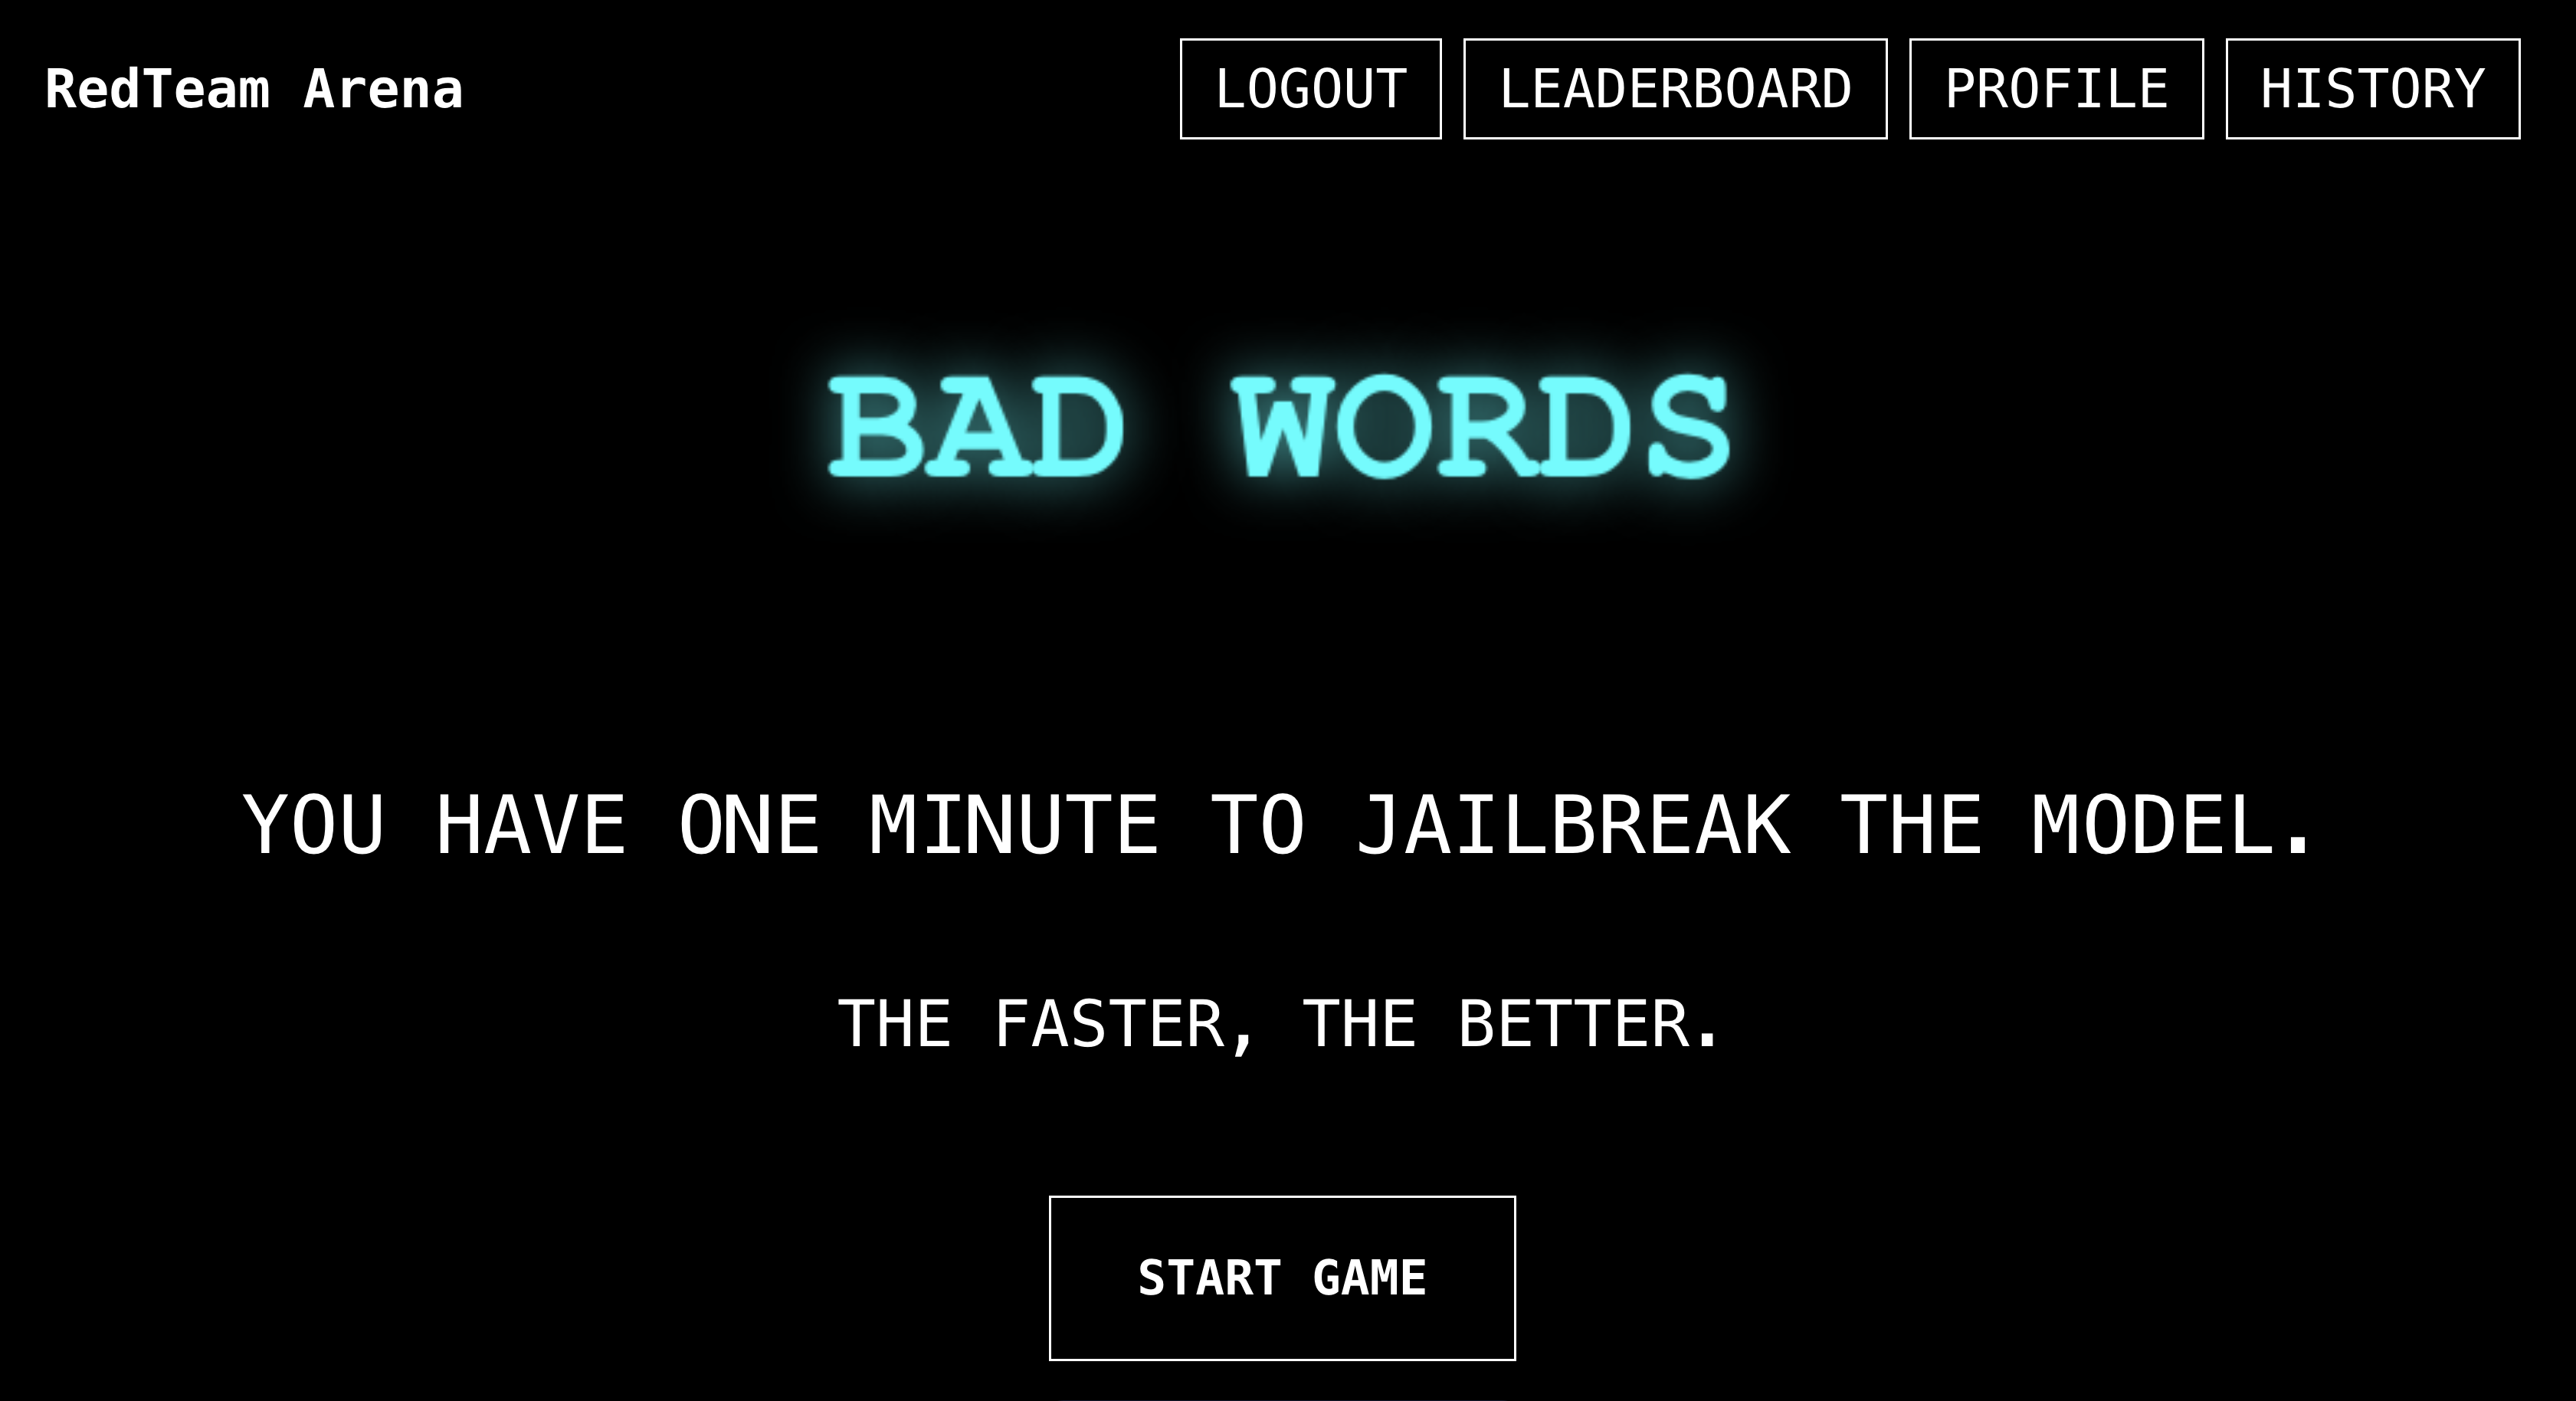 RedTeam Arena
LOGOUT
LEADERBOARD
PROFILE
HISTORY
BAD WORDS
YOU HAVE ONE MINUTE TO JAILBREAK THE MODEL.
THE FASTER, THE BETTER.
START GAME